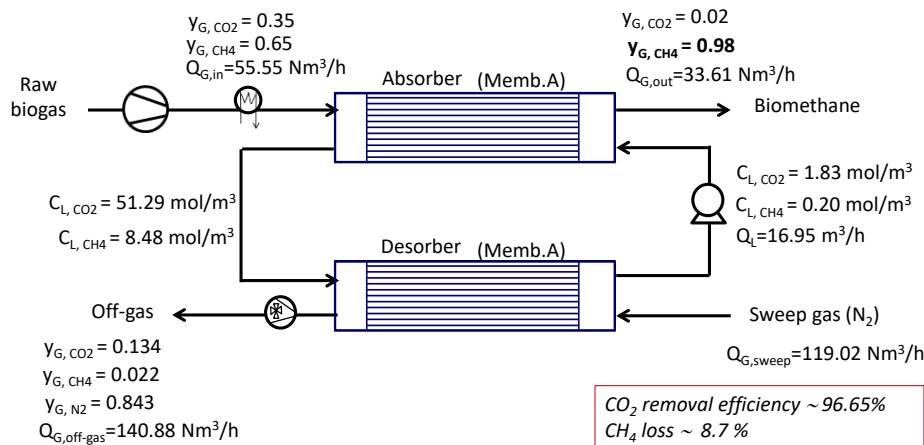 y_G, CO2 = 0.35
y_G, CH4 = 0.65
Q_G,in=55.55 Nm³/h
y_G, CO2 = 0.02
y_G, CH4 = 0.98
Q_G,out=33.61 Nm³/h
Raw
biogas
Absorber (Memb.A)
Biomethane
C_L, CO2 = 51.29 mol/m³
C_L, CH4 = 8.48 mol/m³
C_L, CO2 = 1.83 mol/m³
C_L, CH4 = 0.20 mol/m³
Q_L=16.95 m³/h
Desorber (Memb.A)
Off-gas
Sweep gas (N₂)
y_G, CO2 = 0.134
y_G, CH4 = 0.022
y_G, N2 = 0.843
Q_G,off-gas=140.88 Nm³/h
Q_G,sweep=119.02 Nm³/h
CO₂ removal efficiency ~ 96.65%
CH₄ loss ~ 8.7 %